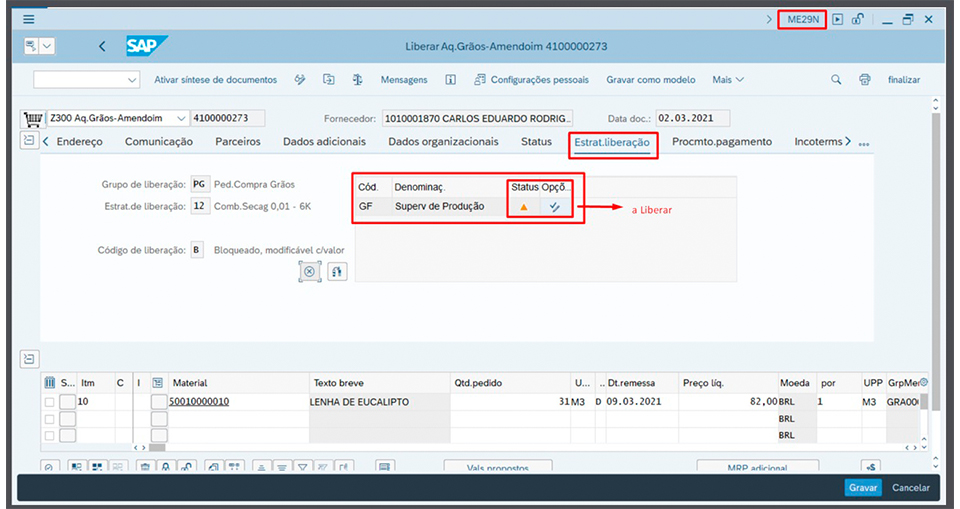 ME29N
SAP
Liberar Aq.Grãos-Amendoim 4100000273
Ativar síntese de documentos Mensagens Configurações pessoais Gravar como modelo Mais finalizar
Z300 Aq.Grãos-Amendoim 4100000273 Fornecedor: 1010001870 CARLOS EDUARDO RODRIG.. Data doc.: 02.03.2021
Endereço Comunicação Parceiros Dados adicionais Dados organizacionais Status Estrat.liberação Procmto.pagamento Incoterms
Grupo de liberação: PG Ped.Compra Grãos
Estrat.de liberação: 12 Comb.Secag 0,01 - 6K
Código de liberação: B Bloqueado, modificável c/valor
Cód. Denominaç. Status Opçõ..
GF Superv de Produção
a Liberar
S... Itm C I Material Texto breve Qtd.pedido U... .. Dt.remessa Preço líq. Moeda por UPP GrpMer
10 50010000010 LENHA DE EUCALIPTO 31 M3 D 09.03.2021 82,00 BRL 1 M3 GRA00
BRL
BRL
Vals propostos MRP adicional
Gravar Cancelar